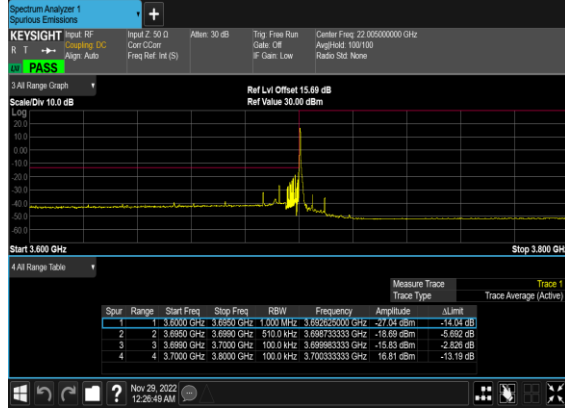 Spectrum Analyzer 1
Spurious Emissions
KEYSIGHT Input: RF Input Z: 50 Ω Atten: 30 dB Trig: Free Run Center Freq: 22.005000000 GHz
R T Coupling: DC Corr CCorr Gate: Off Avg|Hold: 100/100
Align: Auto Freq Ref: Int (S) IF Gain: Low Radio Std: None
PASS
3 All Range Graph
Ref Lvl Offset 15.69 dB
Scale/Div 10.0 dB Ref Value 30.00 dBm
Log
20.0
10.0
0.00
-10.0
-20.0
-30.0
-40.0
-50.0
-60.0
Start 3.600 GHz Stop 3.800 GH
4 All Range Table
Measure Trace Trace 1
Trace Type Trace Average (Active)
Spur Range Start Freq Stop Freq RBW Frequency Amplitude ΔLimit
1 1 3.6000 GHz 3.6950 GHz 1.000 MHz 3.692625000 GHz -27.04 dBm -14.04 dB
2 2 3.6950 GHz 3.6990 GHz 510.0 kHz 3.698733333 GHz -18.69 dBm -5.692 dB
3 3 3.6990 GHz 3.7000 GHz 100.0 kHz 3.699983333 GHz -15.83 dBm -2.826 dB
4 4 3.7000 GHz 3.8000 GHz 100.0 kHz 3.700333333 GHz 16.81 dBm -13.19 dB
? Nov 29, 2022
12:26:49 AM